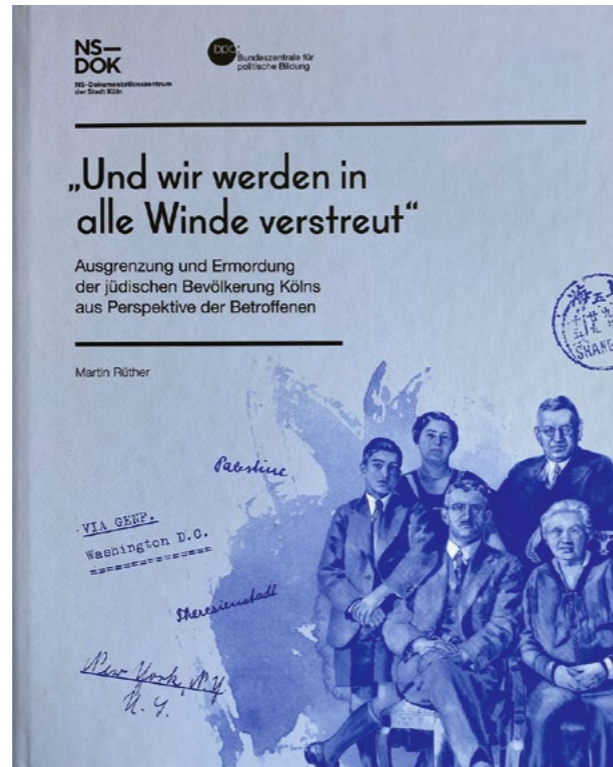 NS—
DOK
NS-Dokumentationszentrum
der Stadt Köln
bpb:
Bundeszentrale für
politische Bildung
„Und wir werden in
alle Winde verstreut“
Ausgrenzung und Ermordung
der jüdischen Bevölkerung Kölns
aus Perspektive der Betroffenen
Martin Rüther
SHANG
Palestine
VIA GENF.
Washington D.C.
Theresienstadt
New York, N.Y
N. Y.